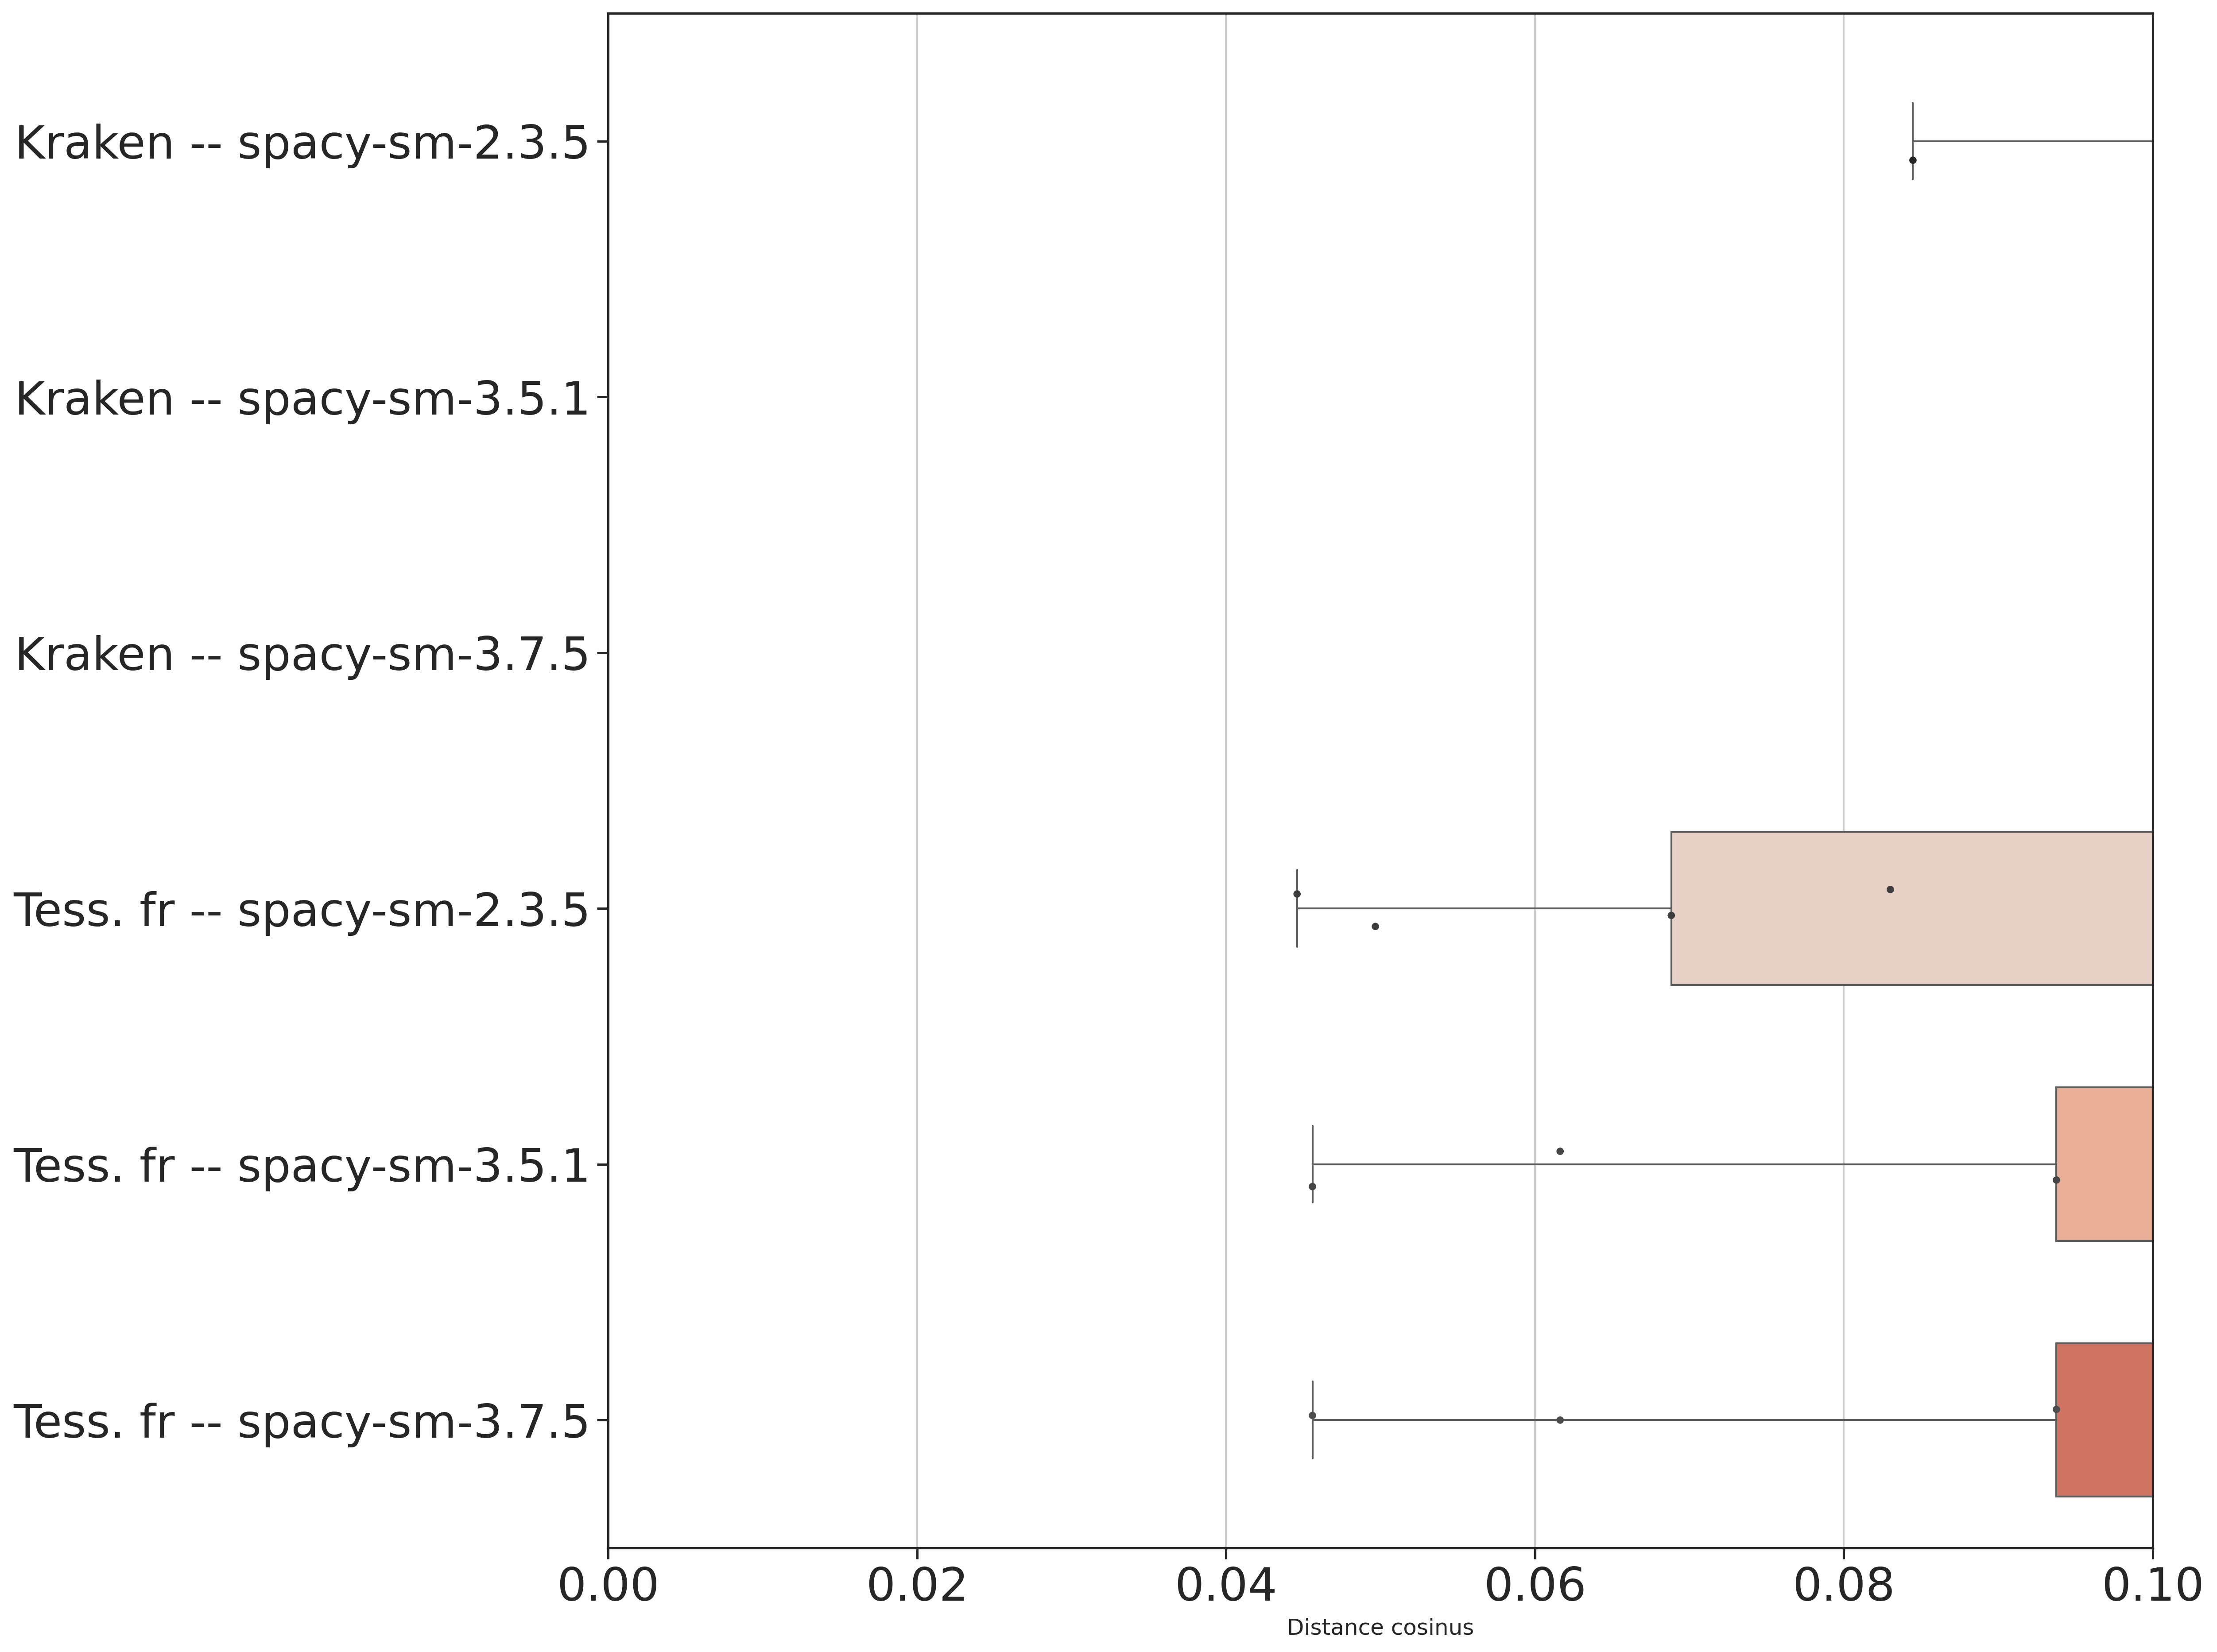 Kraken -- spacy-sm-2.3.5
Kraken -- spacy-sm-3.5.1
Kraken -- spacy-sm-3.7.5
Tess. fr -- spacy-sm-2.3.5
Tess. fr -- spacy-sm-3.5.1
Tess. fr -- spacy-sm-3.7.5
0.00 0.02 0.04 0.06 0.08 0.10
Distance cosinus